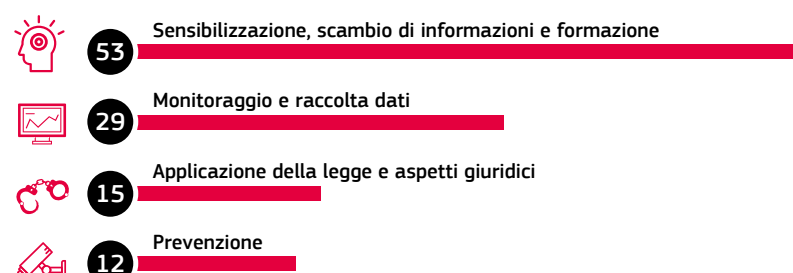 Sensibilizzazione, scambio di informazioni e formazione
53
Monitoraggio e raccolta dati
29
Applicazione della legge e aspetti giuridici
15
Prevenzione
12